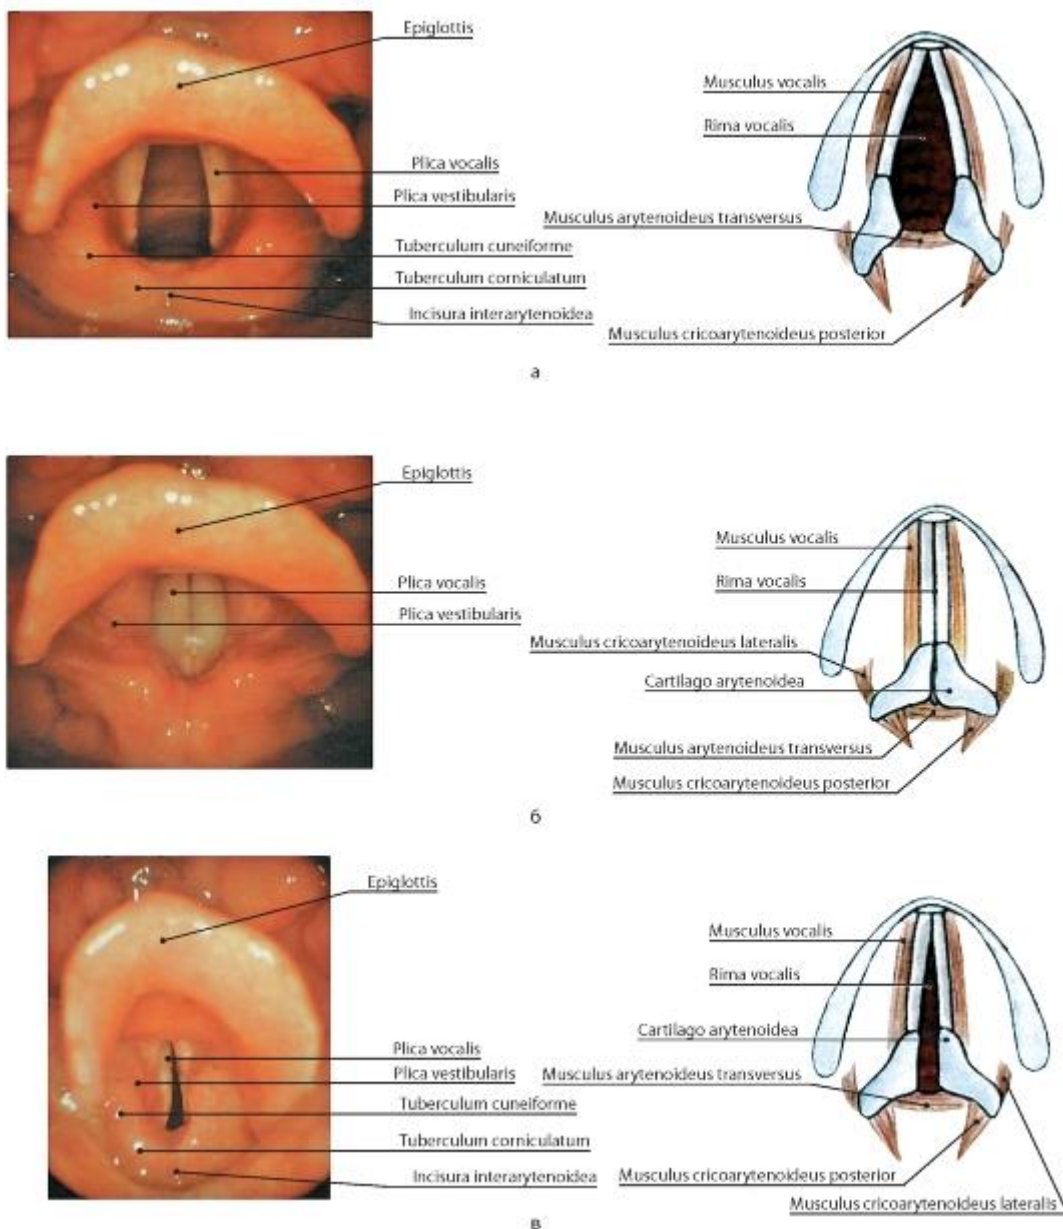 Epiglottis
Plica vocalis
Plica vestibularis
Tuberculum cuneiforme
Tuberculum corniculatum
Incisura interarytenoidea
Musculus vocalis
Rima vocalis
Musculus arytenoideus transversus
Musculus cricoarytenoideus posterior
а
Epiglottis
Plica vocalis
Plica vestibularis
Musculus vocalis
Rima vocalis
Musculus cricoarytenoideus lateralis
Cartilago arytenoidea
Musculus arytenoideus transversus
Musculus cricoarytenoideus posterior
б
Epiglottis
Plica vocalis
Plica vestibularis
Tuberculum cuneiforme
Tuberculum corniculatum
Incisura interarytenoidea
Musculus vocalis
Rima vocalis
Cartilago arytenoidea
Musculus arytenoideus transversus
Musculus cricoarytenoideus posterior
Musculus cricoarytenoideus lateralis
в